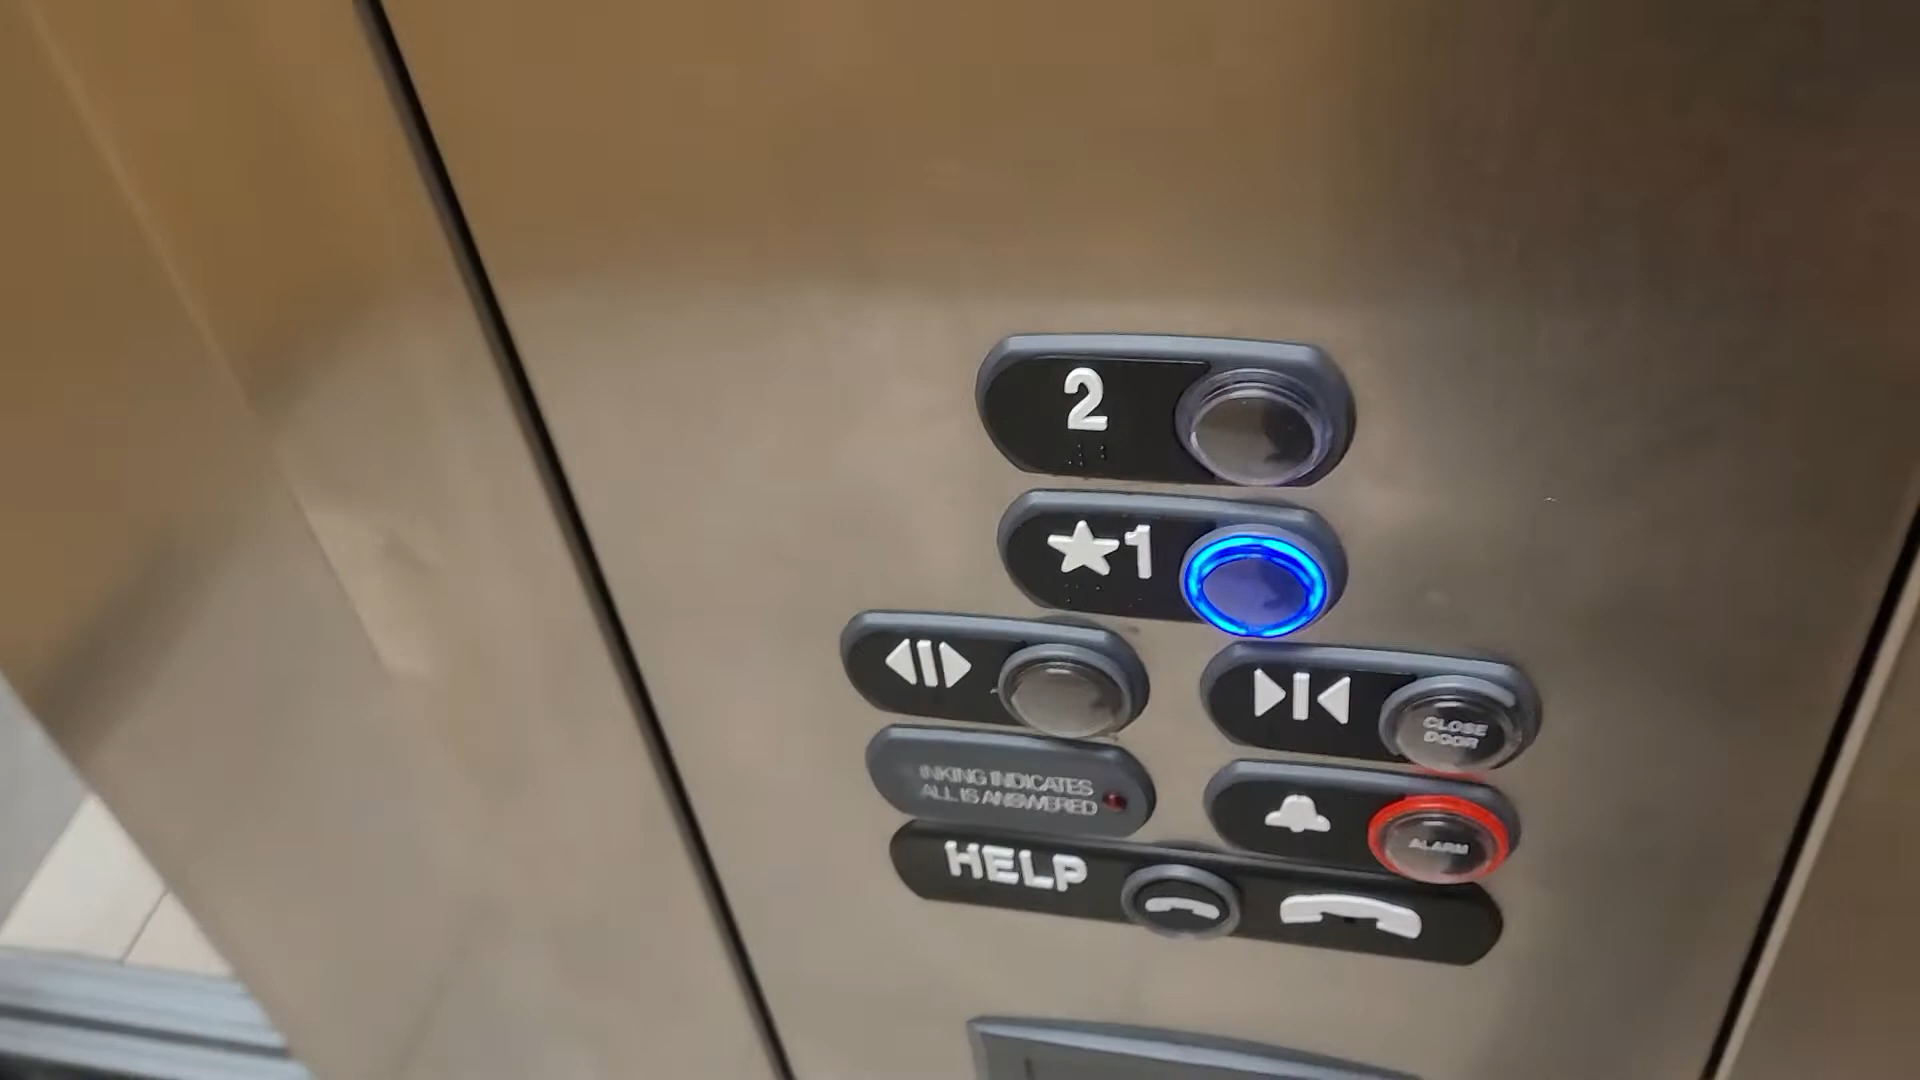 2
★1
CLOSE
DOOR
INKING INDICATES
ALL IS ANSWERED
ALARM
HELP